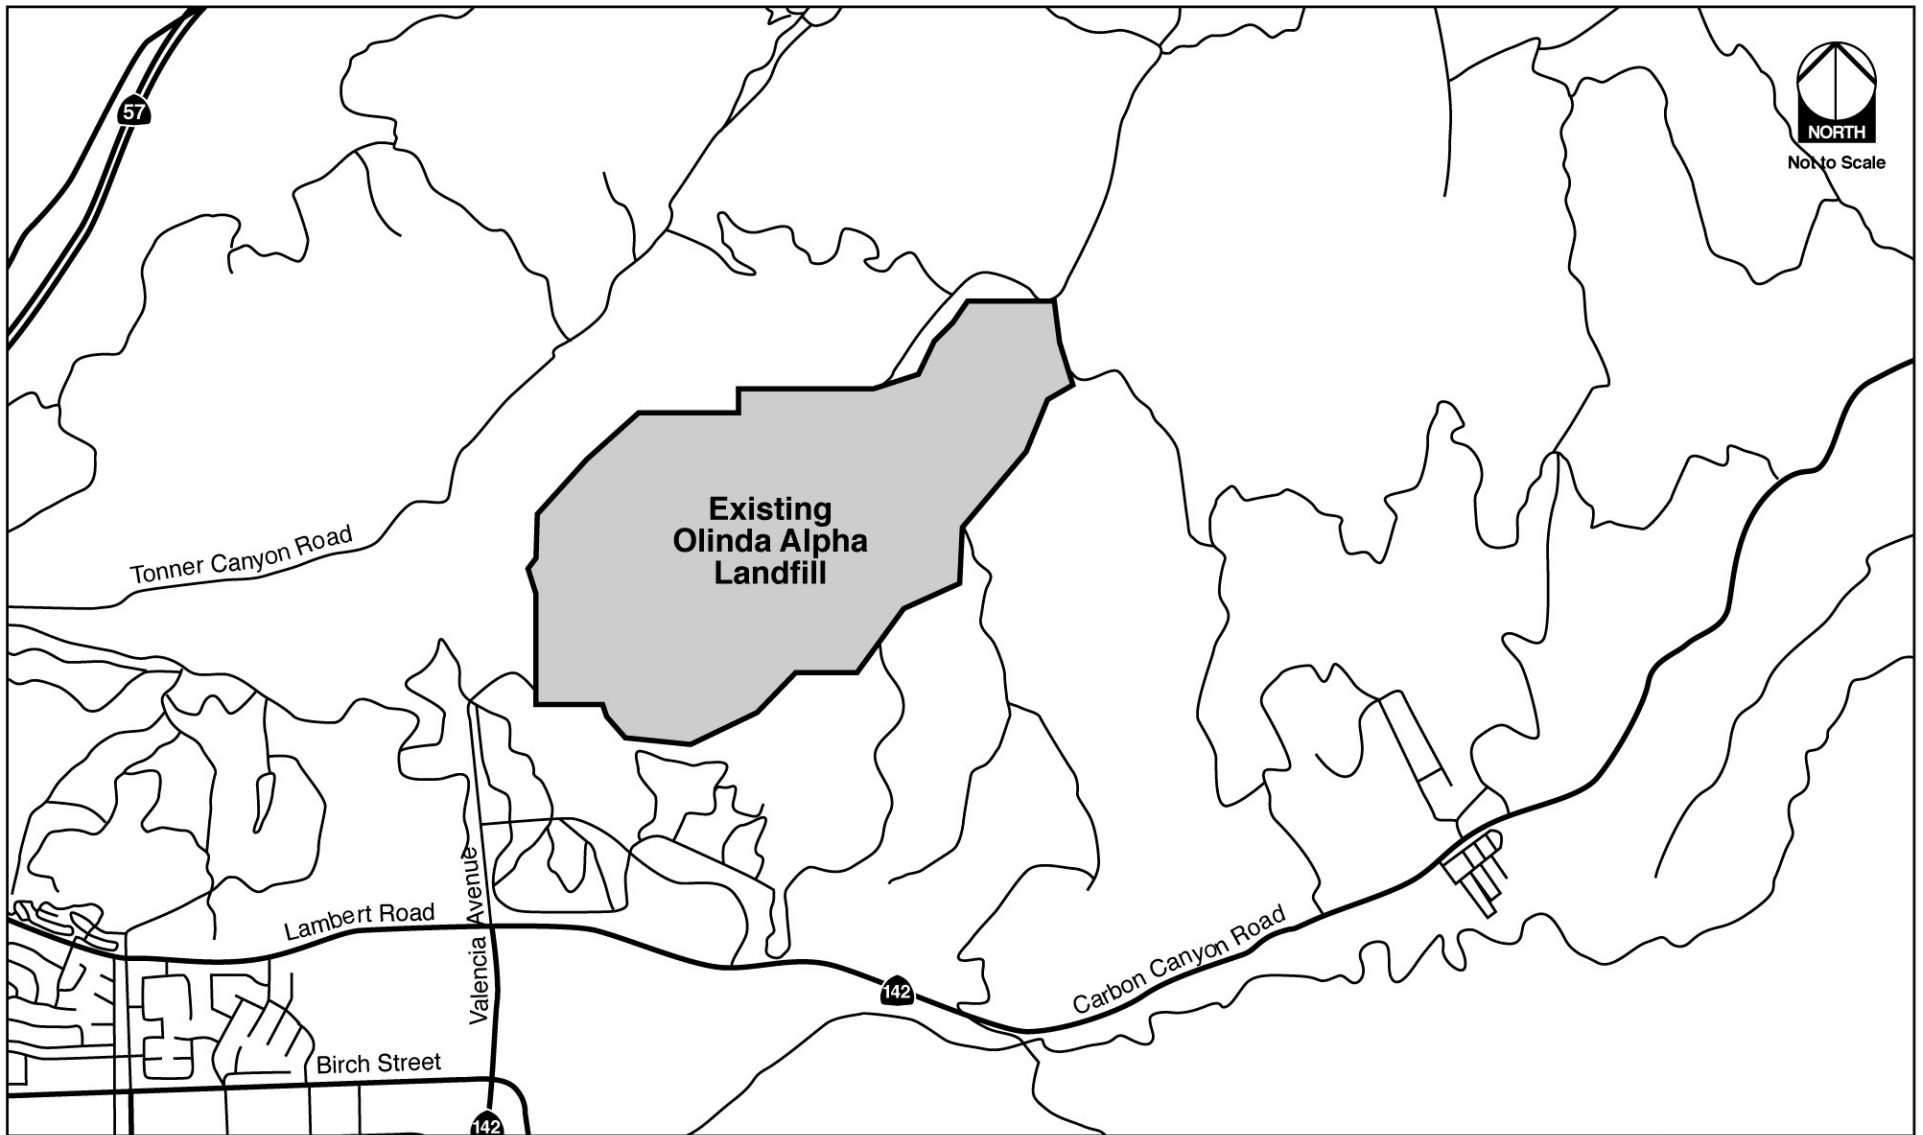 57
NORTH
Not to Scale
Existing
Olinda Alpha
Landfill
Tonner Canyon Road
Lambert Road
Valencia Avenue
Carbon Canyon Road
142
Birch Street
142